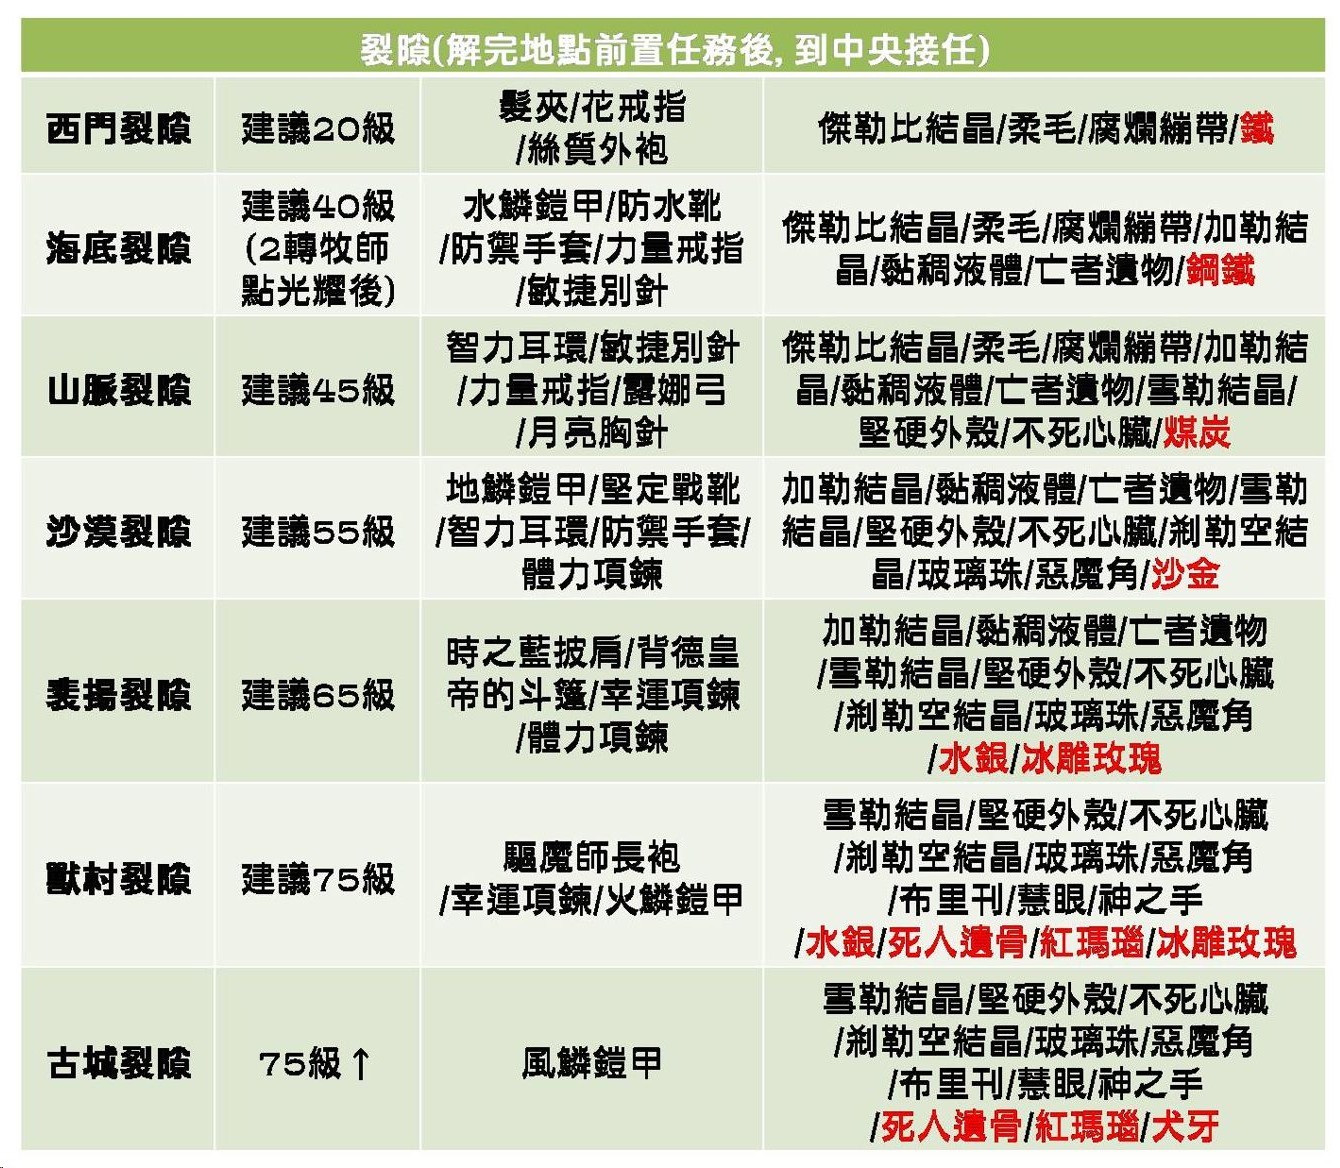 裂隙(解完地點前置任務後, 到中央接任)
西門裂隙
建議20級
髮夾/花戒指
/絲質外袍
傑勒比結晶/柔毛/腐爛繃帶/鐵
海底裂隙
建議40級
(2轉牧師
點光耀後)
水鱗鎧甲/防水靴
/防禦手套/力量戒指
/敏捷別針
傑勒比結晶/柔毛/腐爛繃帶/加勒結
晶/黏稠液體/亡者遺物/鋼鐵
山脈裂隙
建議45級
智力耳環/敏捷別針
/力量戒指/露娜弓
/月亮胸針
傑勒比結晶/柔毛/腐爛繃帶/加勒結
晶/黏稠液體/亡者遺物/雪勒結晶/
堅硬外殼/不死心臟/煤炭
沙漠裂隙
建議55級
地鱗鎧甲/堅定戰靴
/智力耳環/防禦手套/
體力項鍊
加勒結晶/黏稠液體/亡者遺物/雪勒
結晶/堅硬外殼/不死心臟/剎勒空結
晶/玻璃珠/惡魔角/沙金
斐揚裂隙
建議65級
時之藍披肩/背德皇
帝的斗篷/幸運項鍊
/體力項鍊
加勒結晶/黏稠液體/亡者遺物
/雪勒結晶/堅硬外殼/不死心臟
/剎勒空結晶/玻璃珠/惡魔角
/水銀/冰雕玫瑰
獸村裂隙
建議75級
驅魔師長袍
/幸運項鍊/火鱗鎧甲
雪勒結晶/堅硬外殼/不死心臟
/剎勒空結晶/玻璃珠/惡魔角
/布里刊/慧眼/神之手
/水銀/死人遺骨/紅瑪瑙/冰雕玫瑰
古城裂隙
75級↑
風鱗鎧甲
雪勒結晶/堅硬外殼/不死心臟
/剎勒空結晶/玻璃珠/惡魔角
/布里刊/慧眼/神之手
/死人遺骨/紅瑪瑙/犬牙